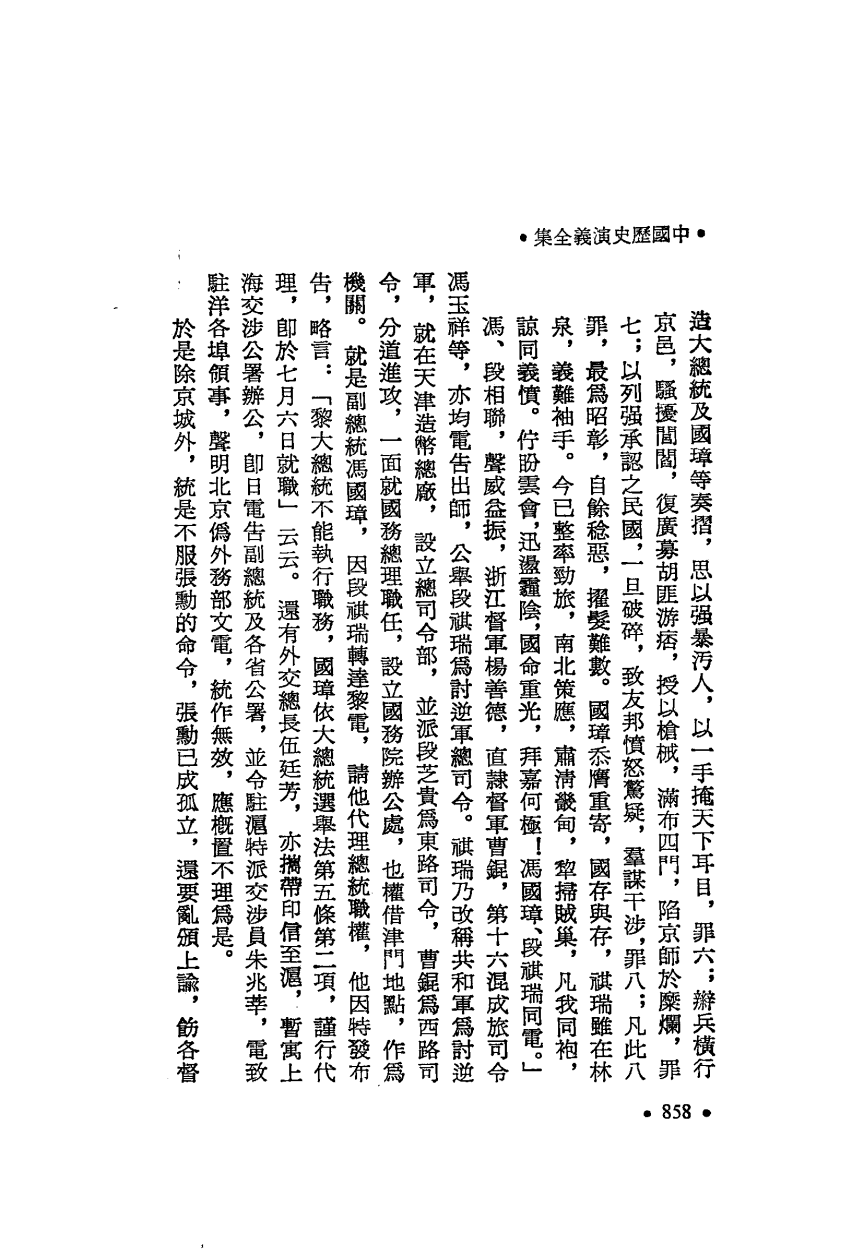 •中國歷史演義全集•
造大總統及國璋等奏摺，思以强暴汚人，以一手掩天下耳目，罪六；辮兵橫行
京邑，騷擾閭閻，復廣募胡匪游痞，授以槍械，滿布四門，陷京師於糜爛，罪
七；以列强承認之民國，一旦破碎，致友邦憤怒驚疑，羣謀干涉，罪八；凡此八
罪，最爲昭彰，自餘稔惡，擢髮難數。國璋忝膺重寄，國存與存，祺瑞雖在林
泉，義難袖手。今已整率勁旅，南北策應，肅淸畿甸，犂掃賊巢，凡我同袍，
諒同義憤。佇盼雲會，迅盪霾陰，國命重光，拜嘉何極！馮國璋、段祺瑞同電。」
馮、段相聯，聲威益振，浙江督軍楊善德，直隸督軍曹錕，第十六混成旅司令
馮玉祥等，亦均電告出師，公舉段祺瑞爲討逆軍總司令。祺瑞乃改稱共和軍爲討逆
軍，就在天津造幣總廠，設立總司令部，並派段芝貴爲東路司令，曹錕爲西路司
令，分道進攻，一面就國務總理職任，設立國務院辦公處，也權借津門地點，作爲
機關。就是副總統馮國璋，因段祺瑞轉達黎電，請他代理總統職權，他因特發布
告，略言：「黎大總統不能執行職務，國璋依大總統選舉法第五條第二項，謹行代
理，卽於七月六日就職」云云。還有外交總長伍廷芳，亦攜帶印信至滬，暫寓上
海交涉公署辦公，卽日電告副總統及各省公署，並令駐滬特派交涉員朱兆莘，電致
駐洋各埠領事，聲明北京僞外務部文電，統作無效，應槪置不理爲是。
於是除京城外，統是不服張勳的命令，張勳已成孤立，還要亂頒上諭，飭各督
•858•